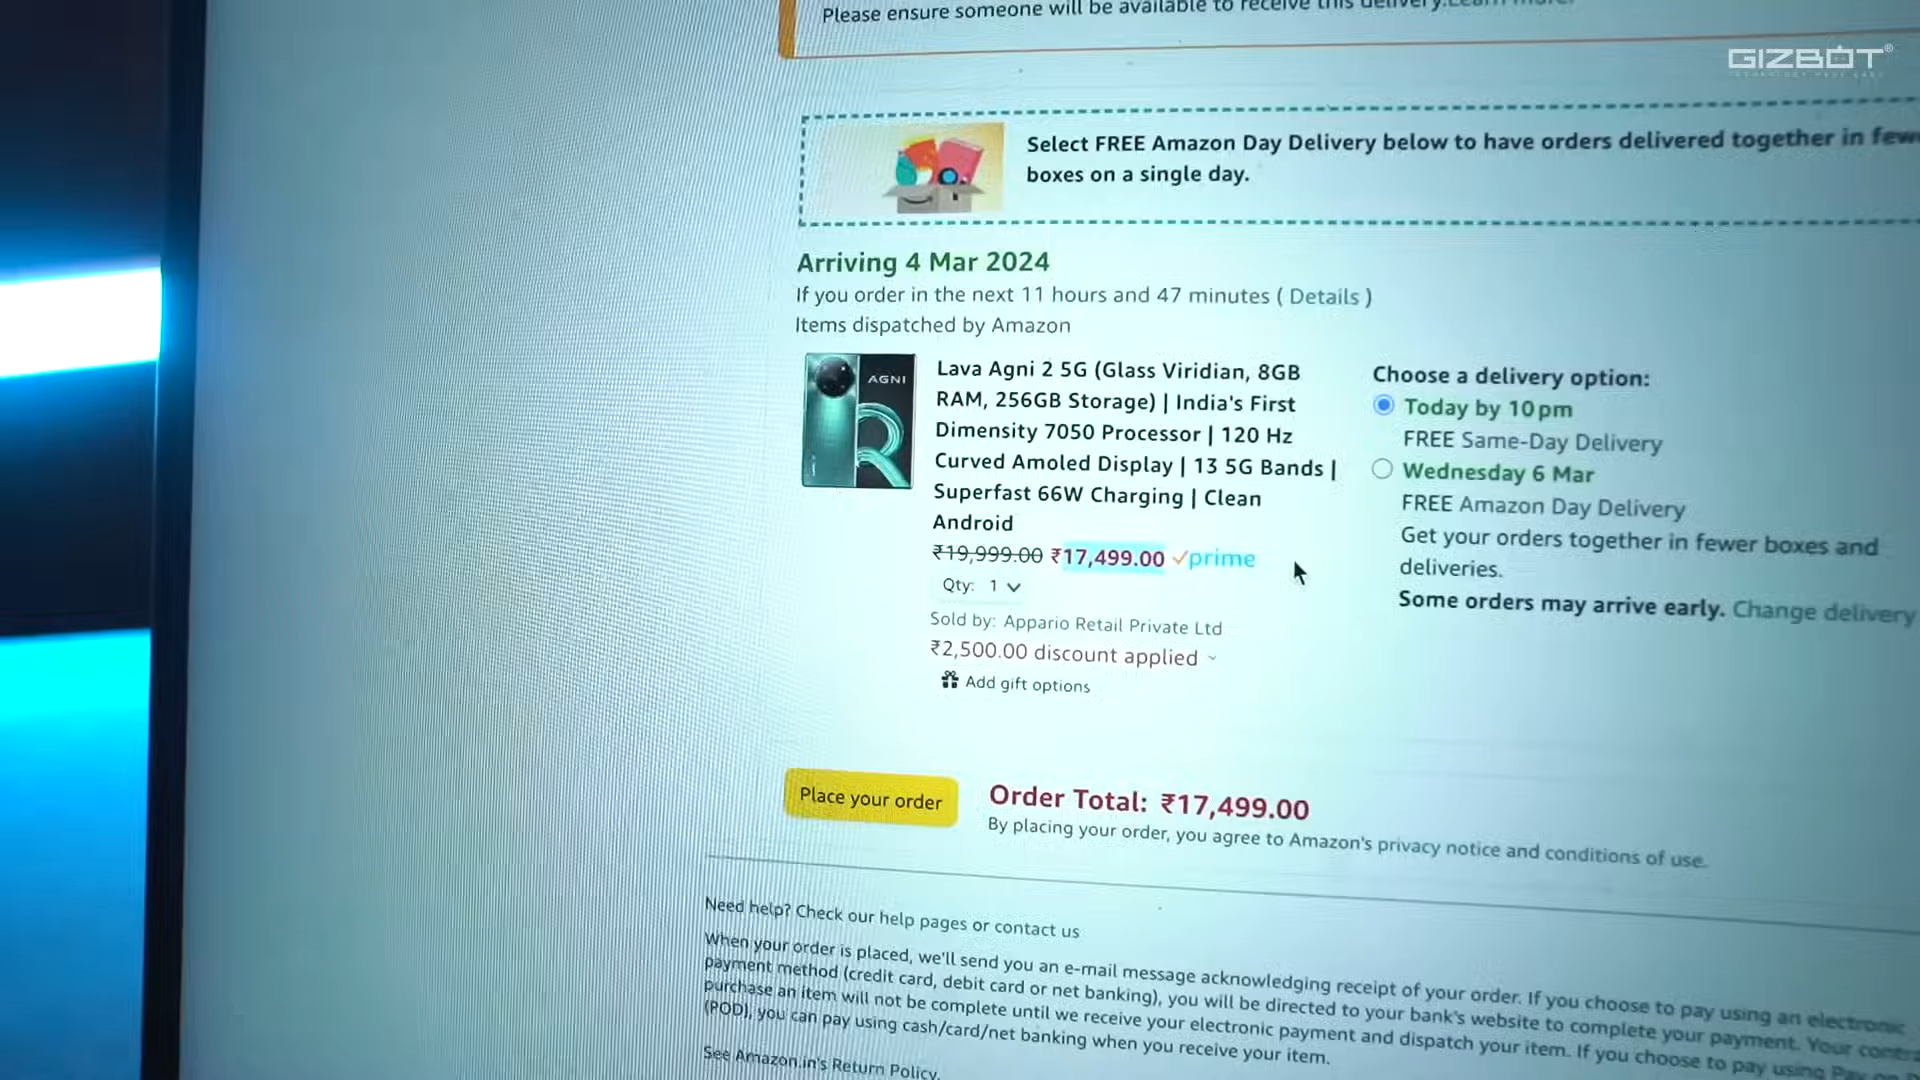 Please ensure someone will be available to receive this delivery.
GIZBOT®
Select FREE Amazon Day Delivery below to have orders delivered together in
boxes on a single day.
Arriving 4 Mar 2024
If you order in the next 11 hours and 47 minutes ( Details )
Items dispatched by Amazon
AGNI
Lava Agni 2 5G (Glass Viridian, 8GB
RAM, 256GB Storage) | India's First
Dimensity 7050 Processor | 120 Hz
Curved Amoled Display | 13 5G Bands |
Superfast 66W Charging | Clean
Android
₹19,999.00 ₹17,499.00 prime
Qty: 1
Sold by: Appario Retail Private Ltd
₹2,500.00 discount applied
Add gift options
Choose a delivery option:
Today by 10pm
FREE Same-Day Delivery
Wednesday 6 Mar
FREE Amazon Day Delivery
Get your orders together in fewer boxes and
deliveries.
Some orders may arrive early. Change delivery
Place your order
Order Total: ₹17,499.00
By placing your order, you agree to Amazon's privacy notice and conditions of use.
Need help? Check our help pages or contact us
When your order is placed, we'll send you an e-mail message acknowledging receipt of your order. If you choose to pay using an electronic
payment method (credit card, debit card or net banking), you will be directed to your bank's website to complete your payment. Your
purchase an item will not be complete until we receive your electronic payment and dispatch your item. If you choose to pay using Pay on
(POD), you can pay using cash/card/net banking when you receive your item.
See Amazon.in's Return Policy.